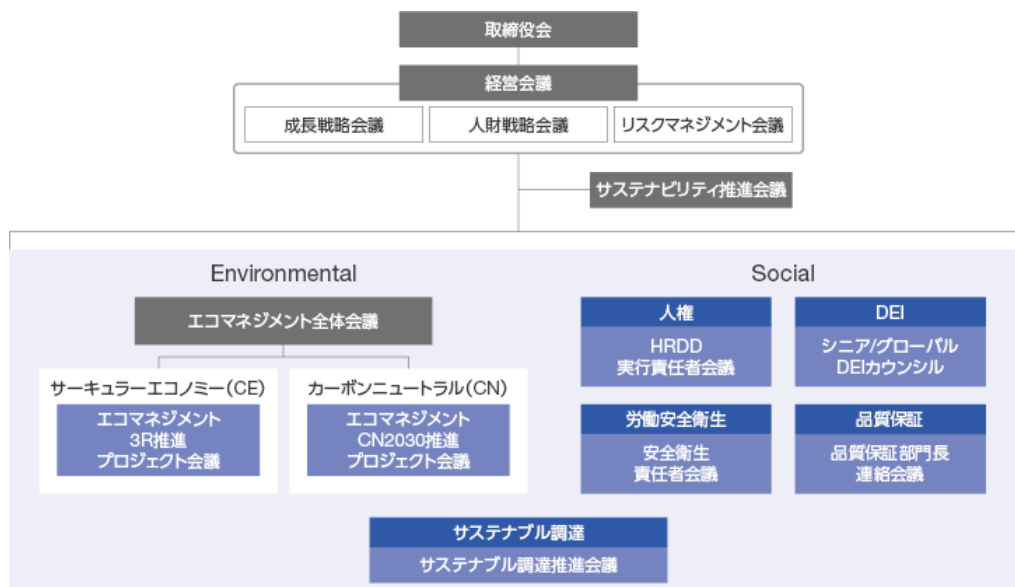 取締役会
経営会議
成長戦略会議
人財戦略会議
リスクマネジメント会議
サステナビリティ推進会議
Environmental
エコマネジメント全体会議
サーキュラーエコノミー(CE)
エコマネジメント
3R推進
プロジェクト会議
カーボンニュートラル(CN)
エコマネジメント
CN2030推進
プロジェクト会議
Social
人権
HRDD
実行責任者会議
DEI
シニア/グローバル
DEIカウンシル
労働安全衛生
安全衛生
責任者会議
品質保証
品質保証部門長
連絡会議
サステナブル調達
サステナブル調達推進会議